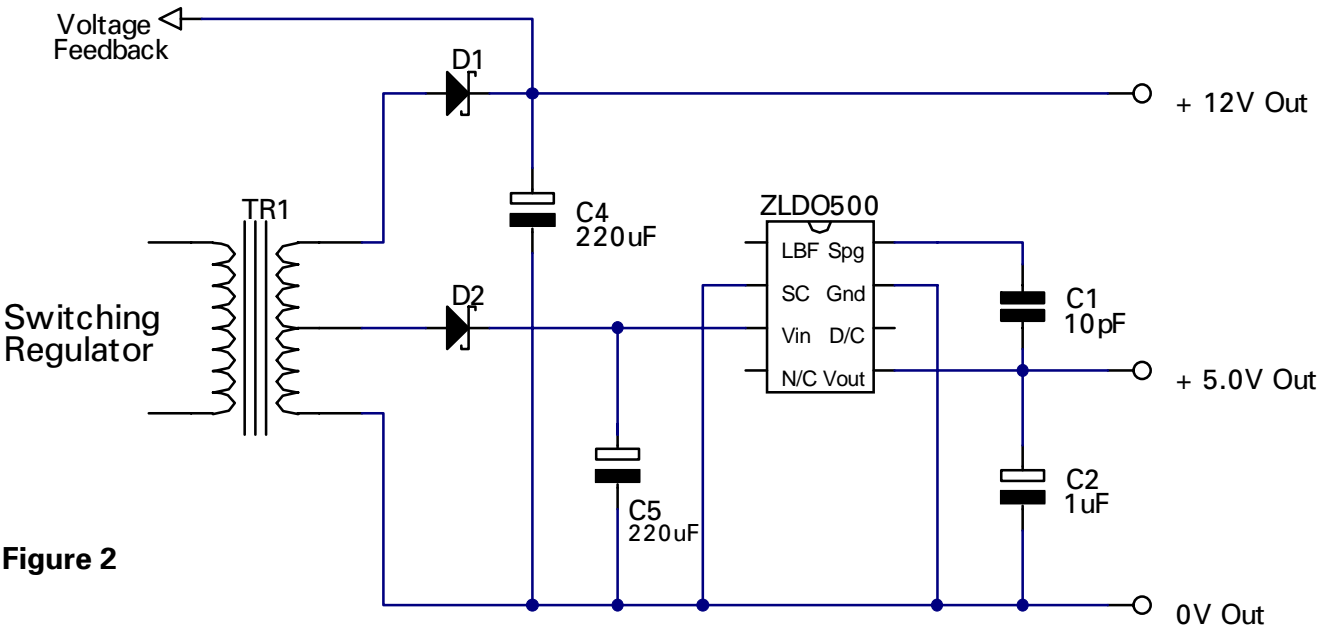 Voltage
Feedback
D1
+ 12V Out
TR1
C4
220uF
ZLDO500
LBF Spg
SC Gnd
Vin D/C
N/C Vout
C1
10pF
D2
Switching
Regulator
+ 5.0V Out
C2
1uF
C5
220uF
Figure 2
0V Out